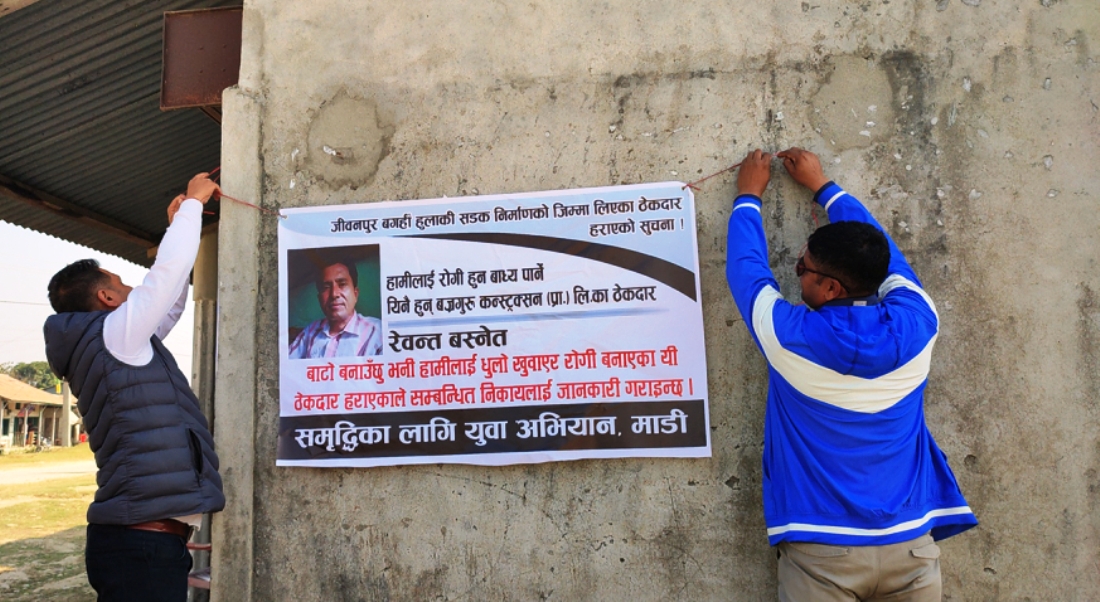 जीवनपुर बगही हुलाकी सडक निर्माणको जिम्मा लिएका ठेकदार
हराएको सुचना !
हामीलाई रोगी हुन बाध्य पार्ने
यिनै हुन् बज्रगुरु कन्स्ट्रक्सन (प्रा.) लि.का ठेकदार
रेवन्त बस्नेत
बाटो बनाउँछु भनी हामीलाई धुलो खुवाएर रोगी बनाएका यी
ठेकदार हराएकाले सम्बन्धित निकायलाई जानकारी गराइन्छ ।
समृद्धिका लागि युवा अभियान, माडी